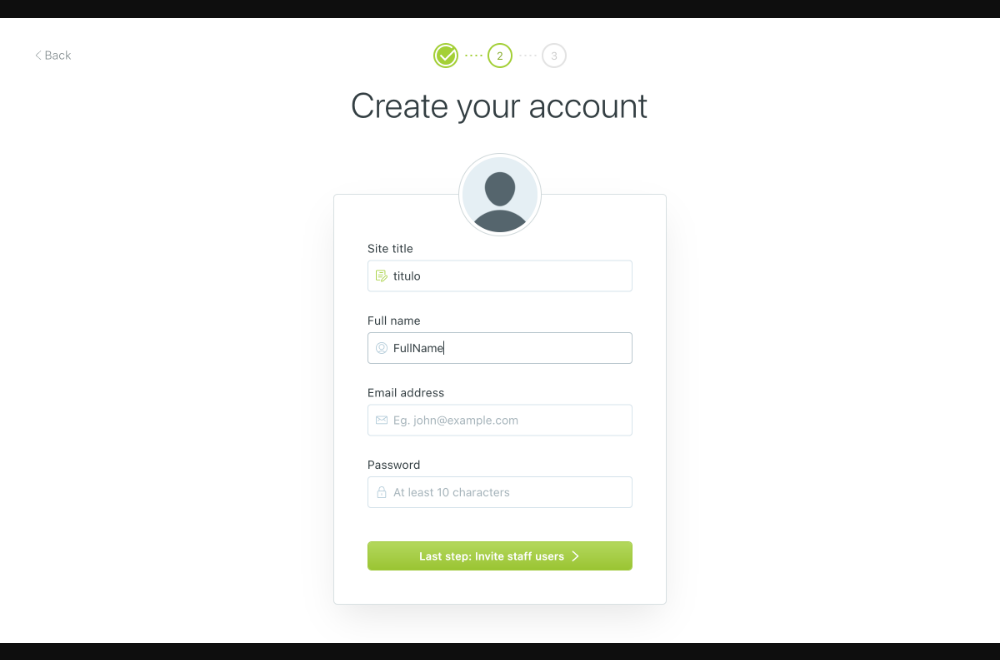 Back
2
3
Create your account
Site title
titulo
Full name
FullName
Email address
Eg. john@example.com
Password
At least 10 characters
Last step: Invite staff users